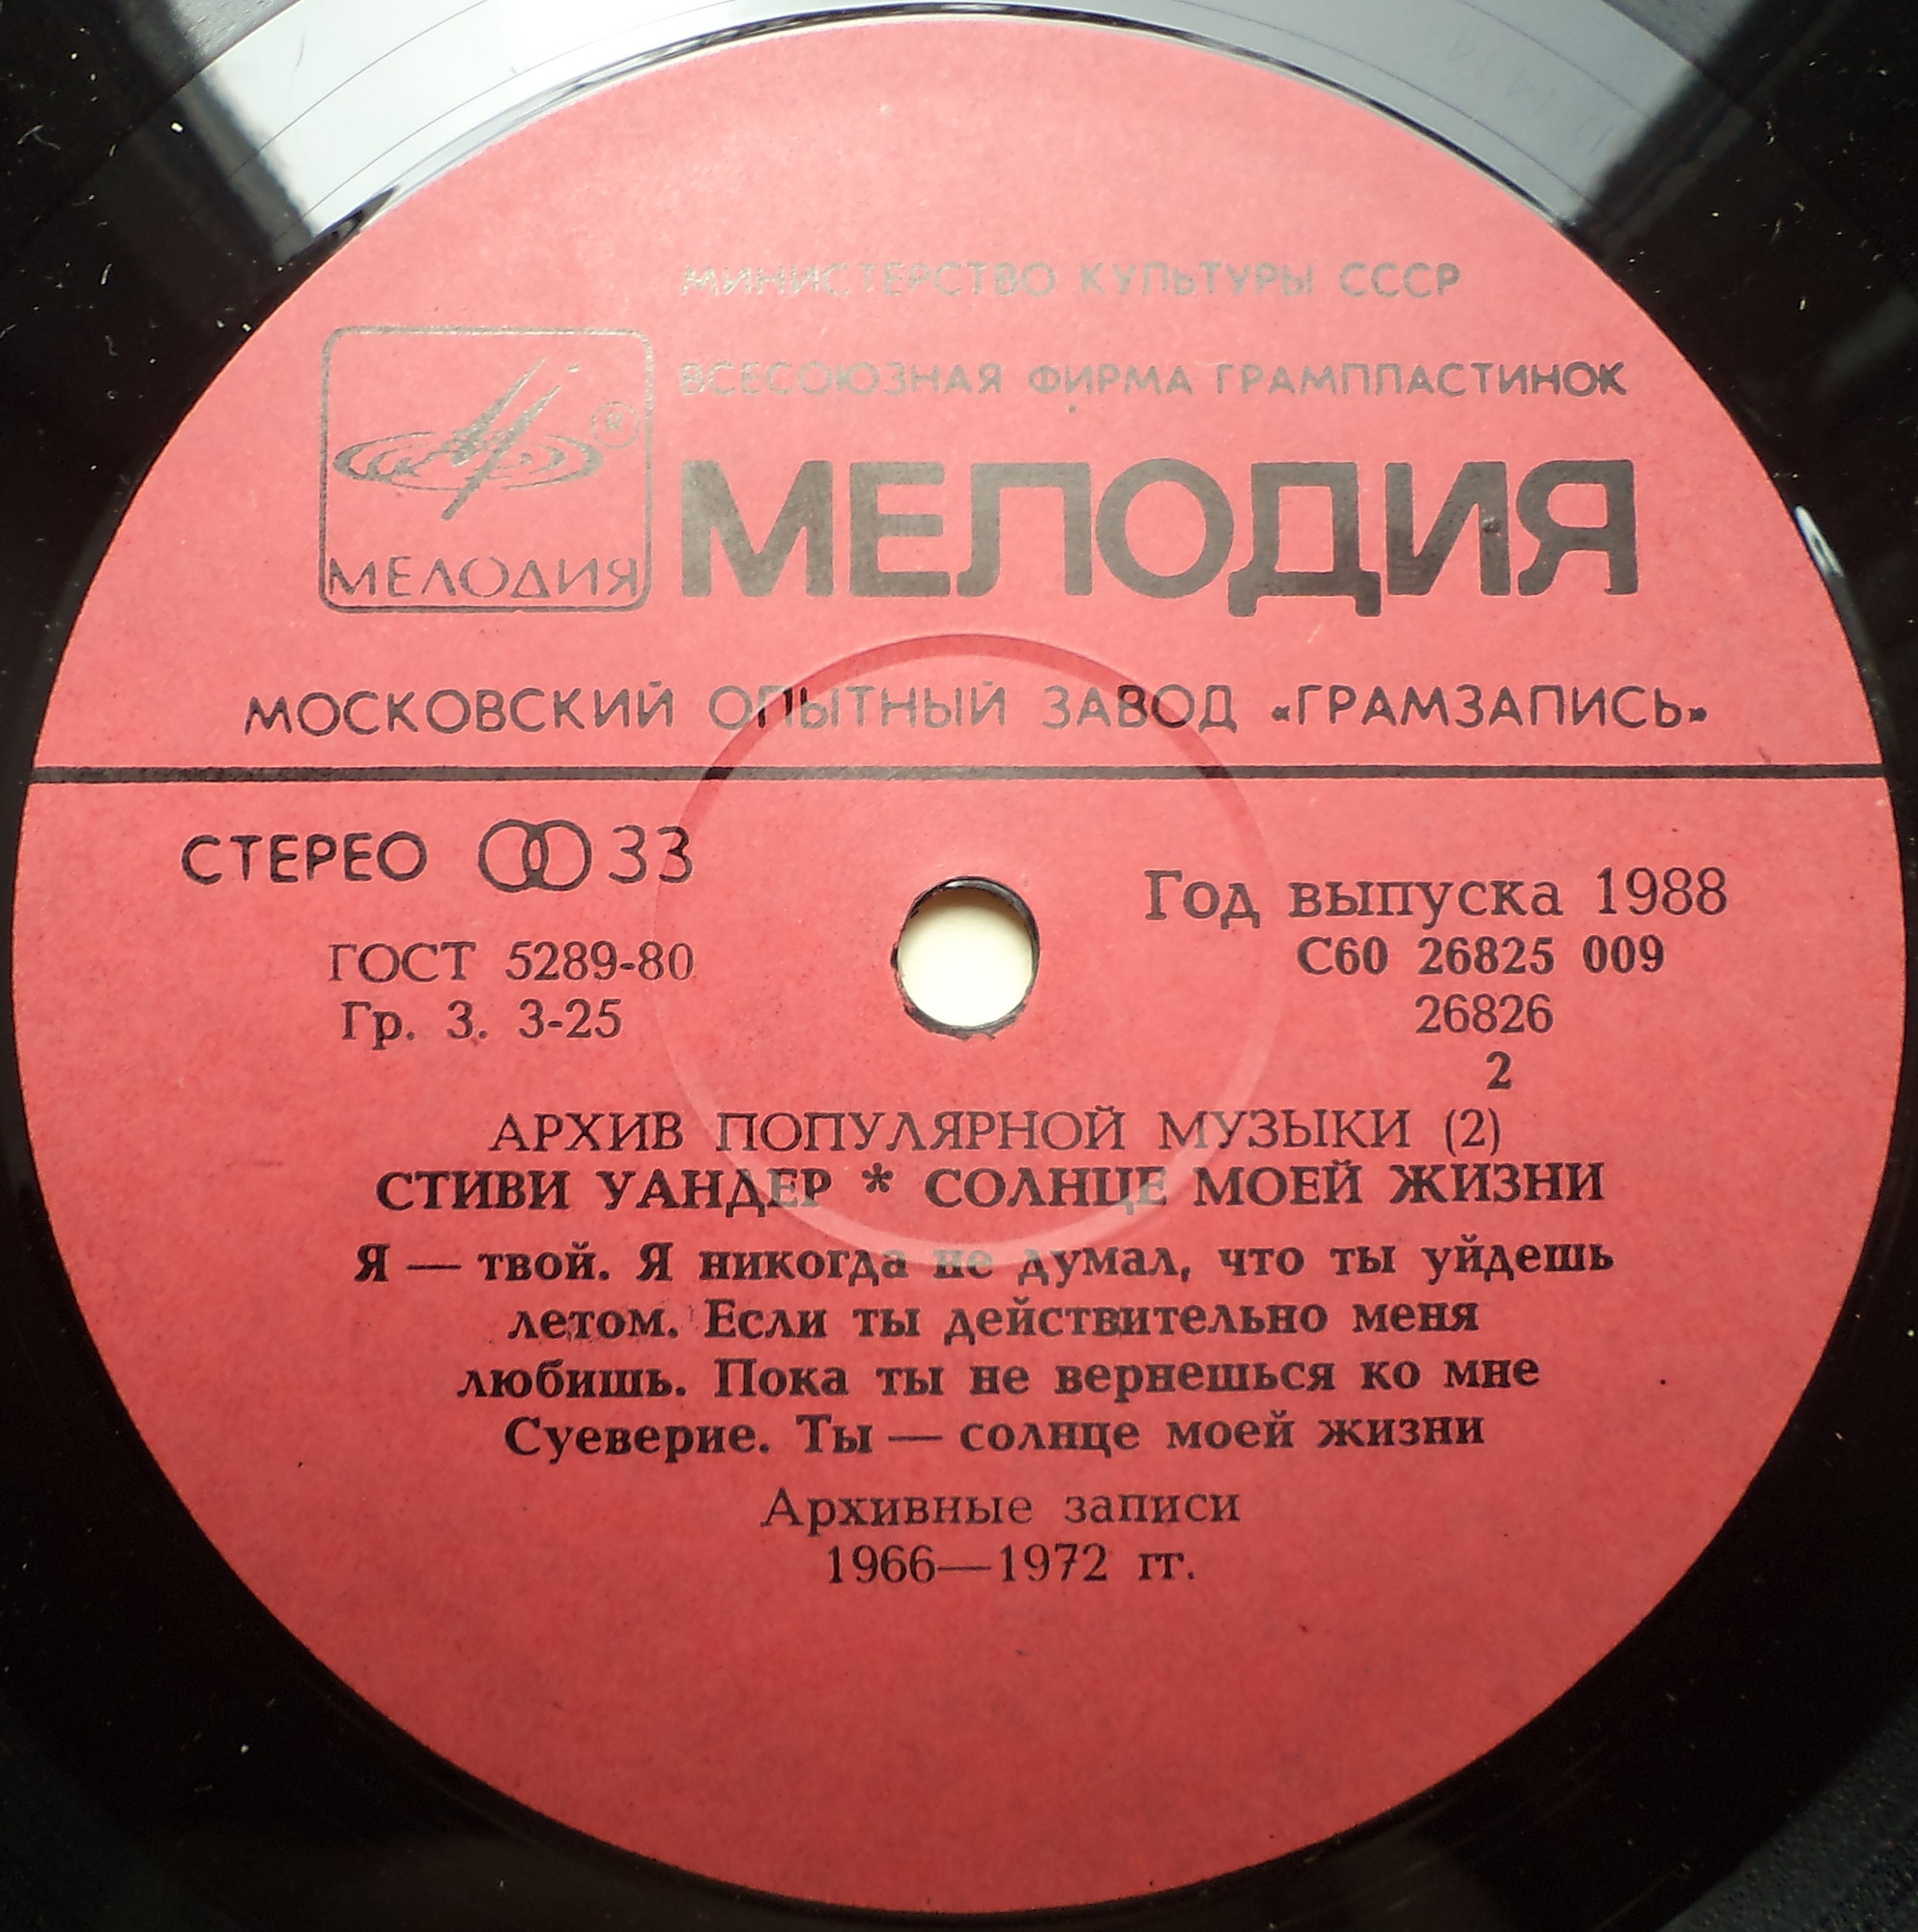 МИНИСТЕРСТВО КУЛЬТУРЫ СССР
ВСЕСОЮЗНАЯ ФИРМА ГРАМПЛАСТИНОК
®
МЕЛОДИЯ
МЕЛОДИЯ
МОСКОВСКИЙ ОПЫТНЫЙ ЗАВОД «ГРАМЗАПИСЬ»
СТЕРЕО 33
ГОСТ 5289-80
Гр. 3. 3-25
Год выпуска 1988
С60 26825 009
26826
2
АРХИВ ПОПУЛЯРНОЙ МУЗЫКИ (2)
СТИВИ УАНДЕР * СОЛНЦЕ МОЕЙ ЖИЗНИ
Я — твой. Я никогда не думал, что ты уйдешь
летом. Если ты действительно меня
любишь. Пока ты не вернешься ко мне
Суеверие. Ты — солнце моей жизни
Архивные записи
1966—1972 гг.